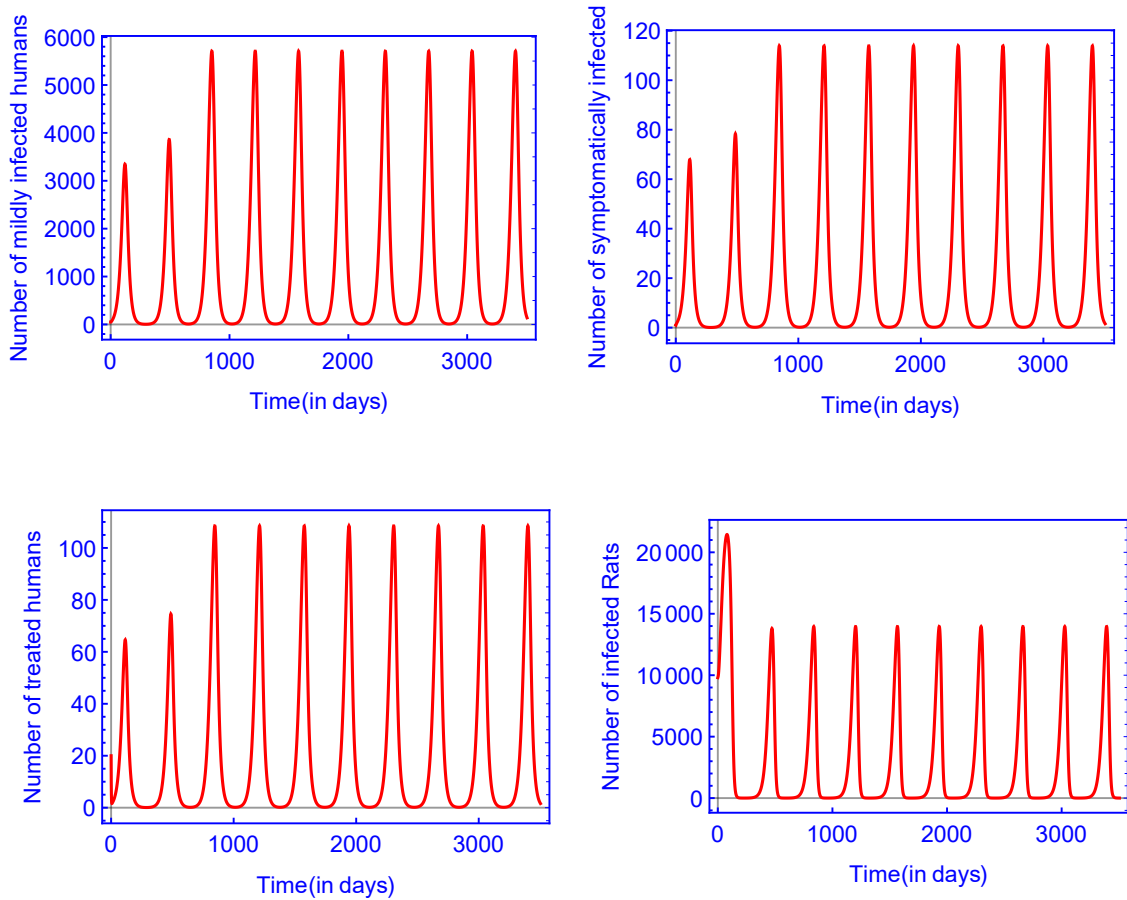 Number of mildly infected humans
6000
5000
4000
3000
2000
1000
0
0 1000 2000 3000
Time(in days)
Number of symptomatically infected
120
100
80
60
40
20
0
0 1000 2000 3000
Time(in days)
Number of treated humans
100
80
60
40
20
0
0 1000 2000 3000
Time(in days)
Number of infected Rats
20 000
15 000
10 000
5000
0
0 1000 2000 3000
Time(in days)